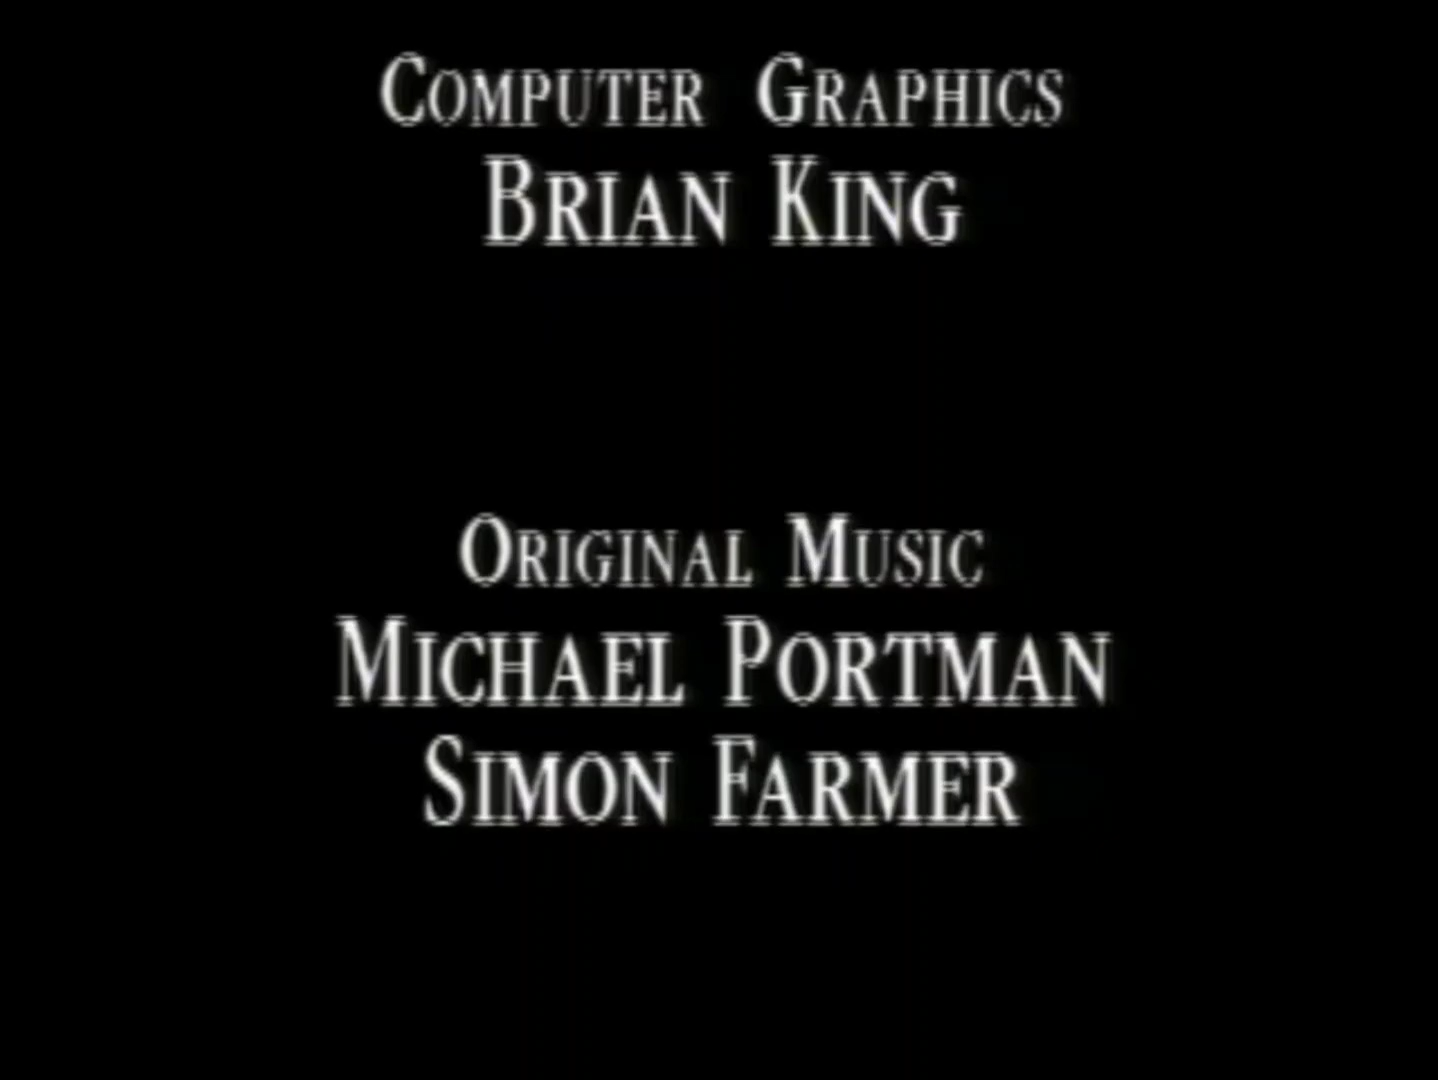 Computer Graphics
Brian King
Original Music
Michael Portman
Simon Farmer